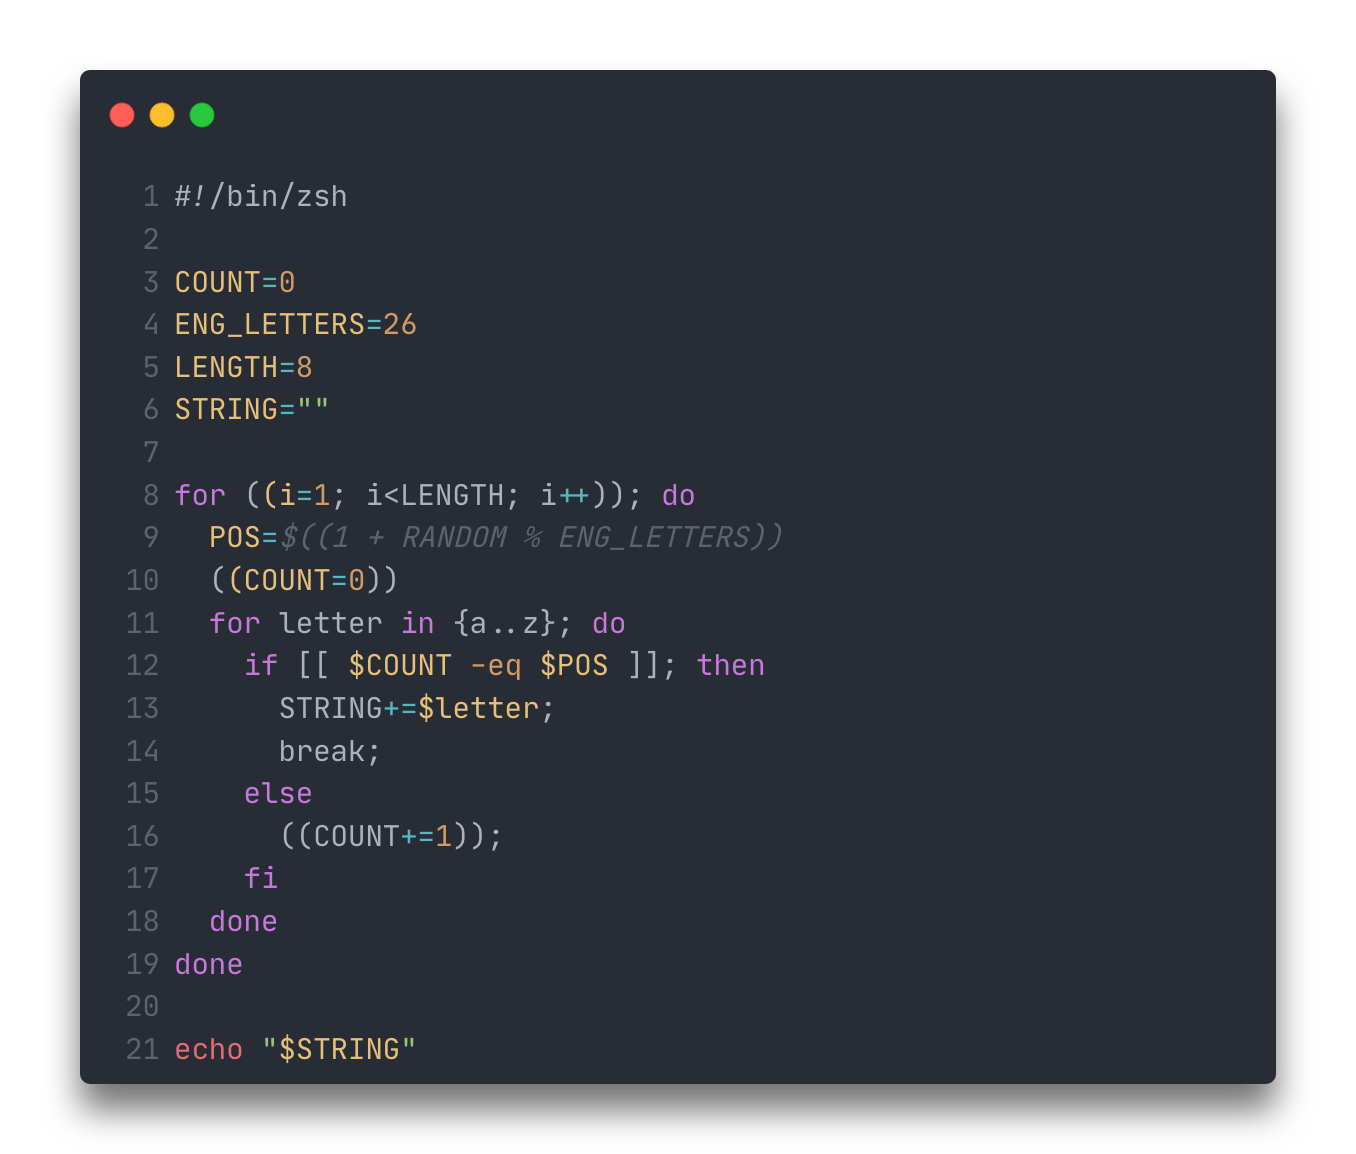 1 #!/bin/zsh
2
3 COUNT=0
4 ENG_LETTERS=26
5 LENGTH=8
6 STRING=""
7
8 for ((i=1; i<LENGTH; i++)); do
9   POS=$((1 + RANDOM % ENG_LETTERS))
10   ((COUNT=0))
11   for letter in {a..z}; do
12     if [[ $COUNT -eq $POS ]]; then
13       STRING+=$letter;
14       break;
15     else
16       ((COUNT+=1));
17     fi
18   done
19 done
20
21 echo "$STRING"